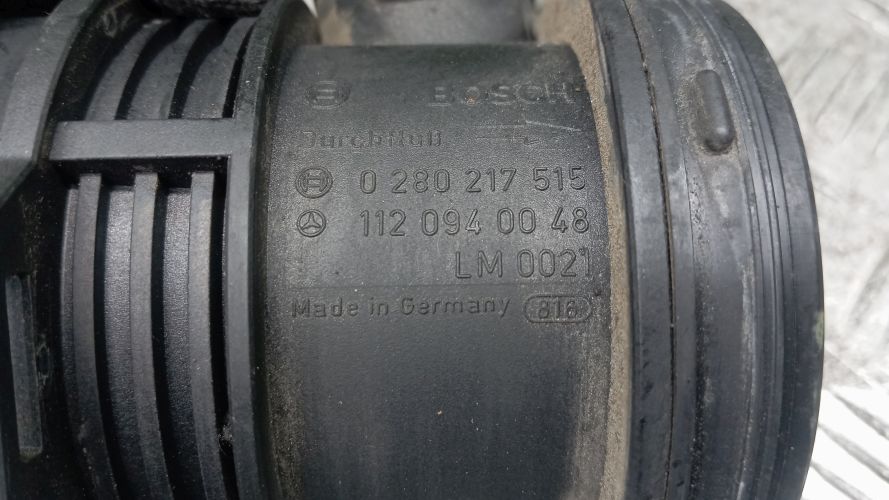 BOSCH
Durchfluß
0 280 217 515
112 094 00 48
LM 0021
Made in Germany 816